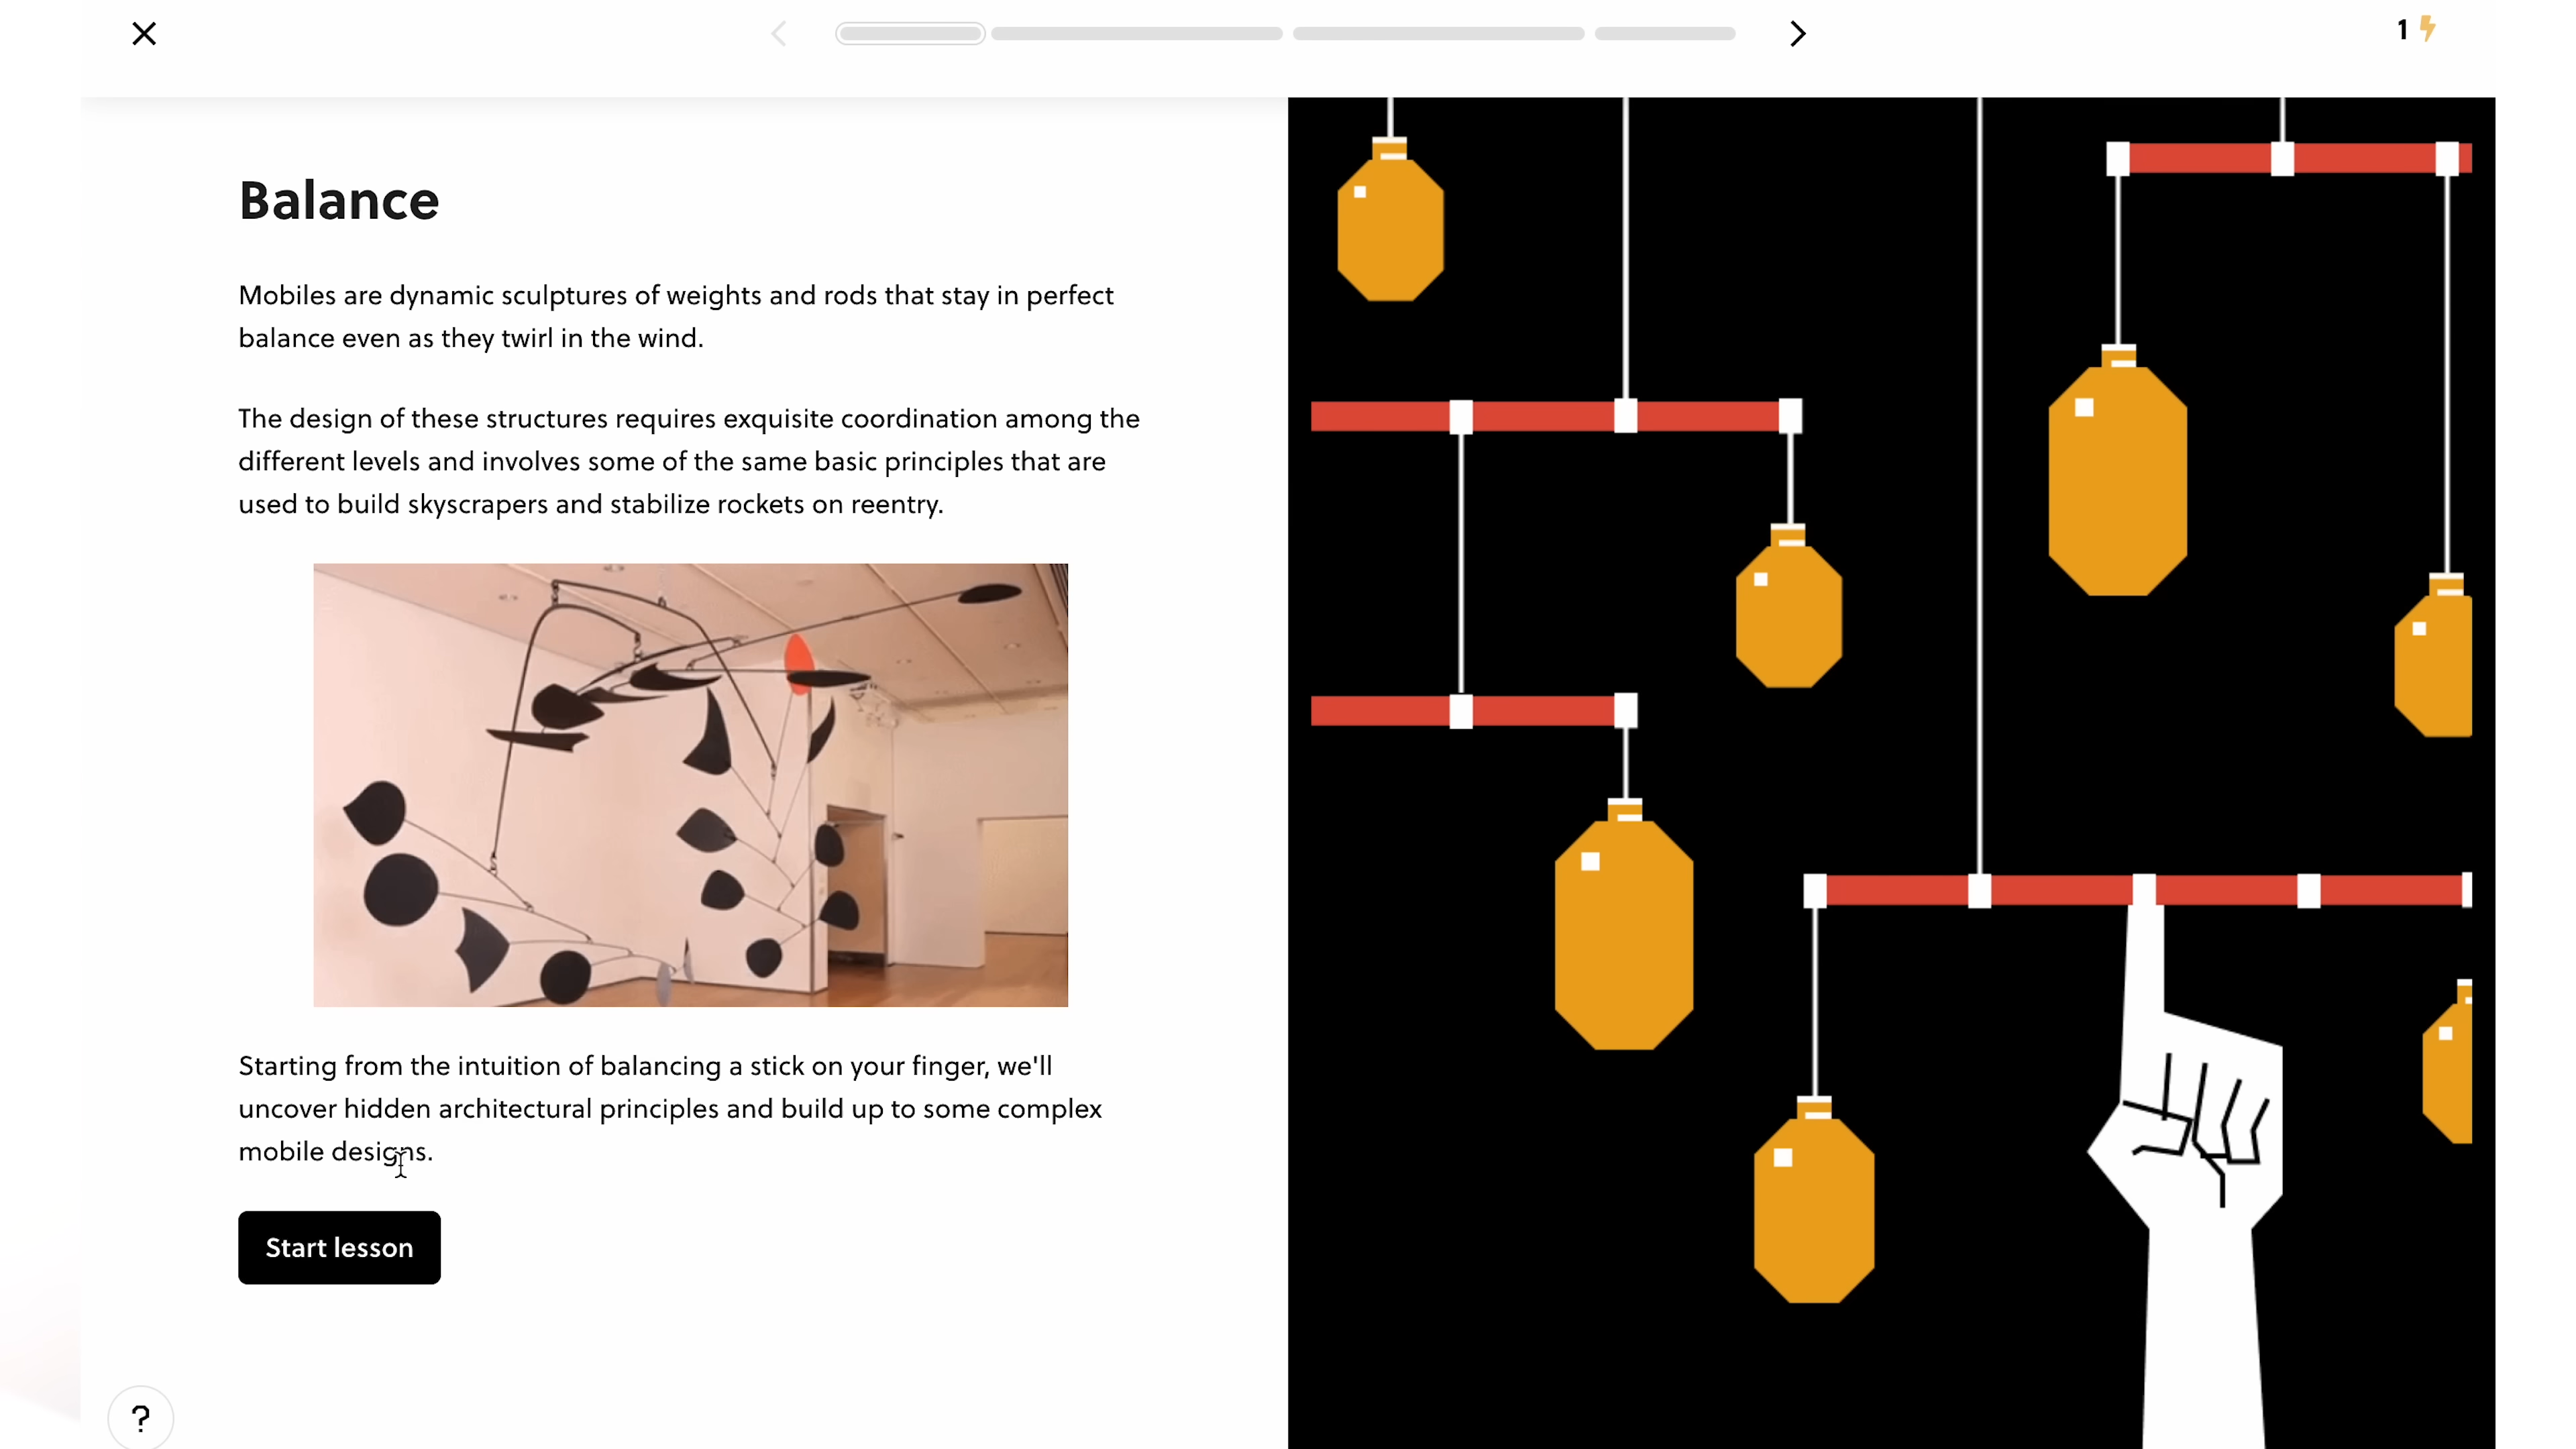 1
Balance
Mobiles are dynamic sculptures of weights and rods that stay in perfect
balance even as they twirl in the wind.
The design of these structures requires exquisite coordination among the
different levels and involves some of the same basic principles that are
used to build skyscrapers and stabilize rockets on reentry.
Starting from the intuition of balancing a stick on your finger, we'll
uncover hidden architectural principles and build up to some complex
mobile designs.
Start lesson
?